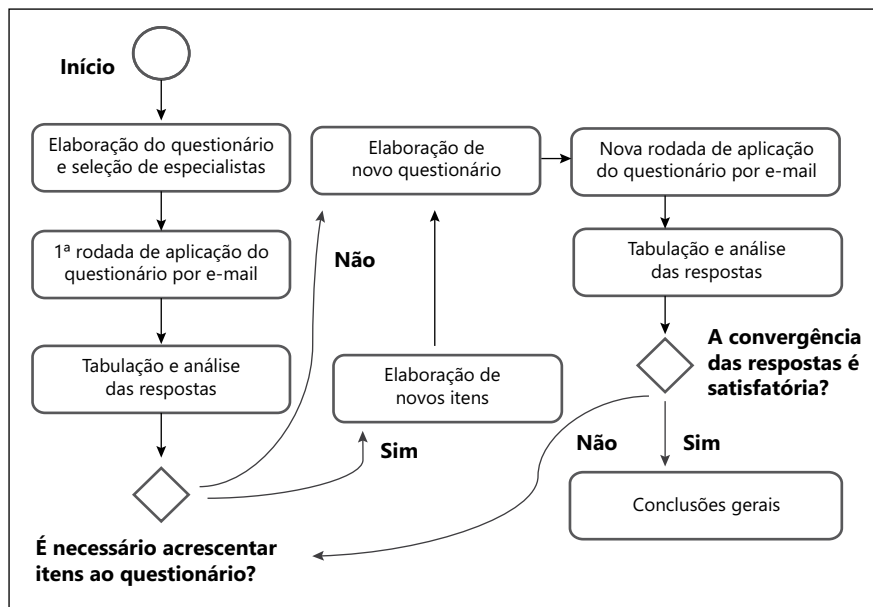 Início
Elaboração do questionário
e seleção de especialistas
1ª rodada de aplicação do
questionário por e-mail
Tabulação e análise
das respostas
É necessário acrescentar
itens ao questionário?
Não
Sim
Elaboração de
novos itens
Elaboração de
novo questionário
Nova rodada de aplicação
do questionário por e-mail
Tabulação e análise
das respostas
A convergência
das respostas é
satisfatória?
Não
Sim
Conclusões gerais